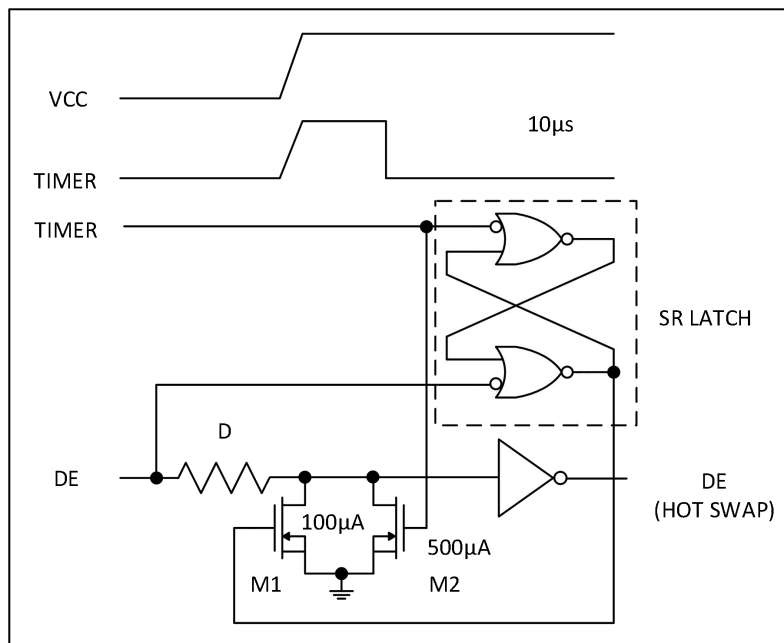 VCC
10µs
TIMER
TIMER
SR LATCH
D
DE
DE
(HOT SWAP)
100µA
500µA
M1
M2